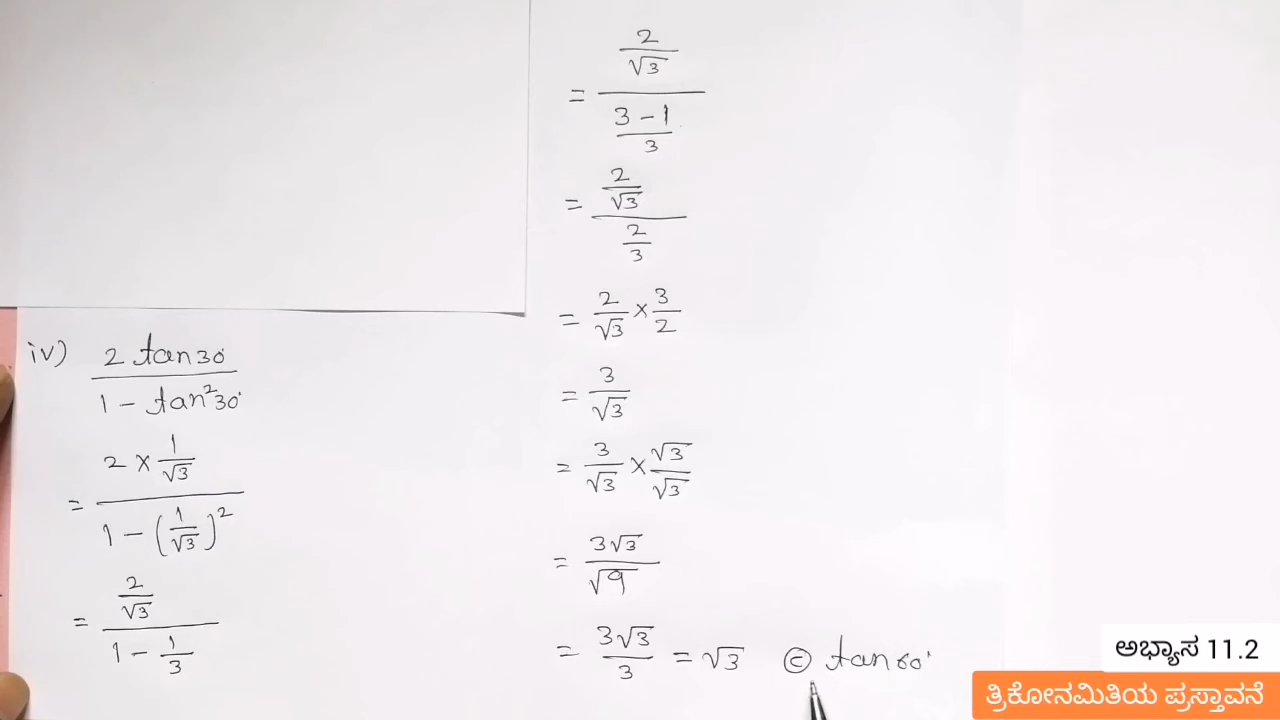 iv) 2 tan30° / 1 - tan²30°
= 2 × 1/√3 / 1 - (1/√3)²
= 2/√3 / 1 - 1/3
= 2/√3 / 3-1/3
= 2/√3 / 2/3
= 2/√3 × 3/2
= 3/√3
= 3/√3 × √3/√3
= 3√3/√9
= 3√3/3 = √3 ⓒ tan60°
ಅಭ್ಯಾಸ 11.2
ತ್ರಿಕೋನಮಿತಿಯ ಪ್ರಸ್ತಾವನೆ